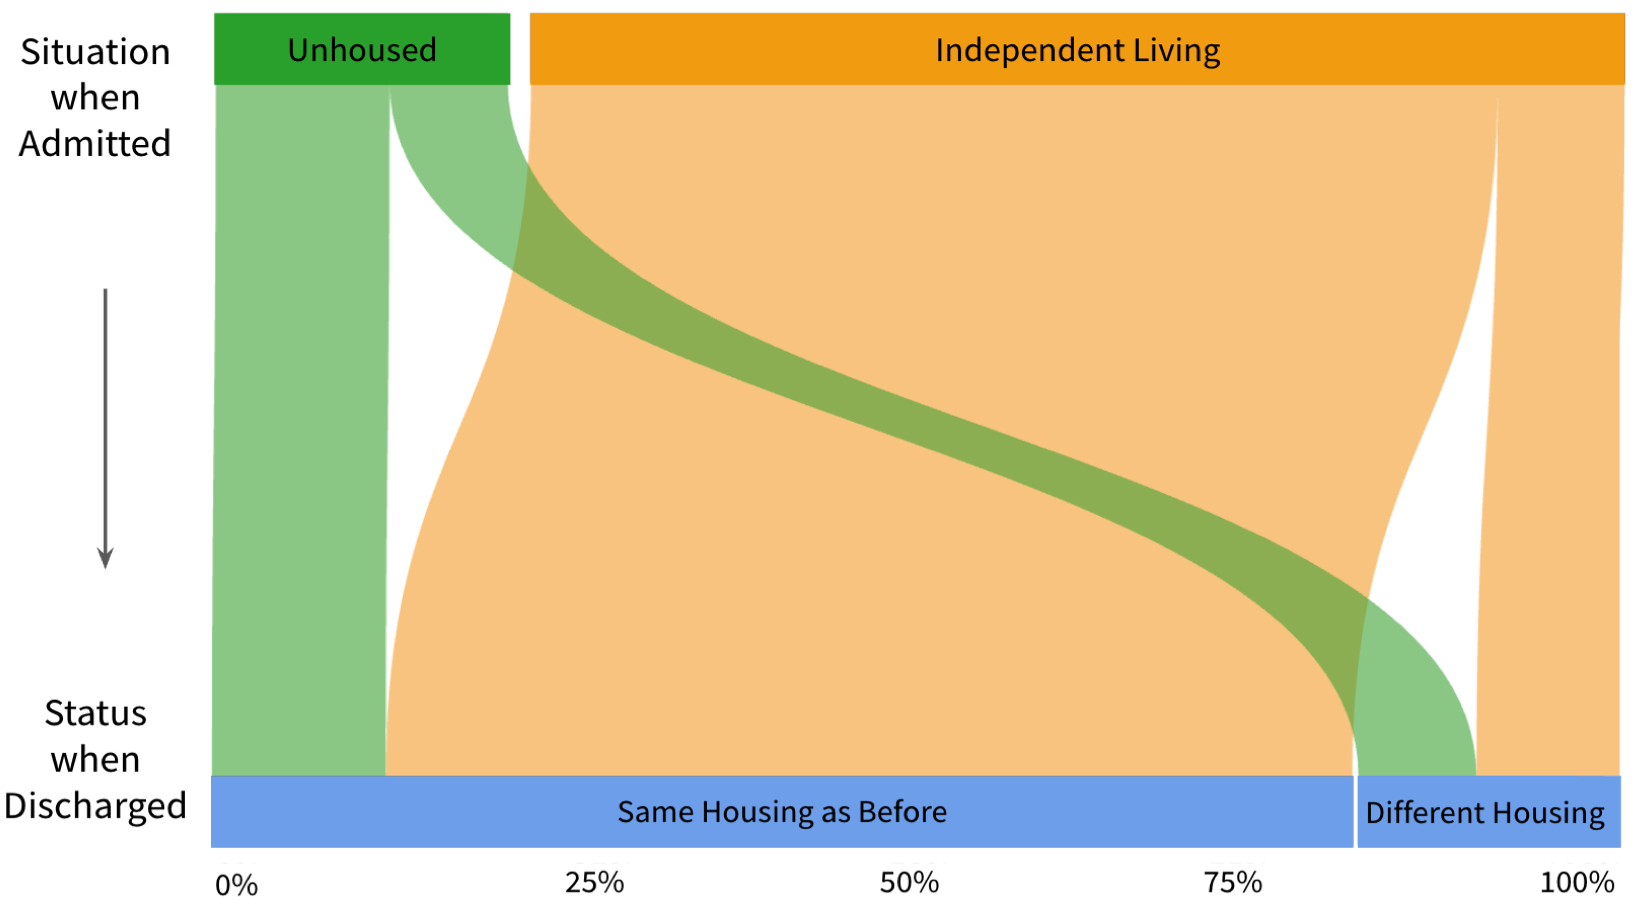 Situation
when
Admitted
Unhoused
Independent Living
Status
when
Discharged
Same Housing as Before
Different Housing
0%
25%
50%
75%
100%